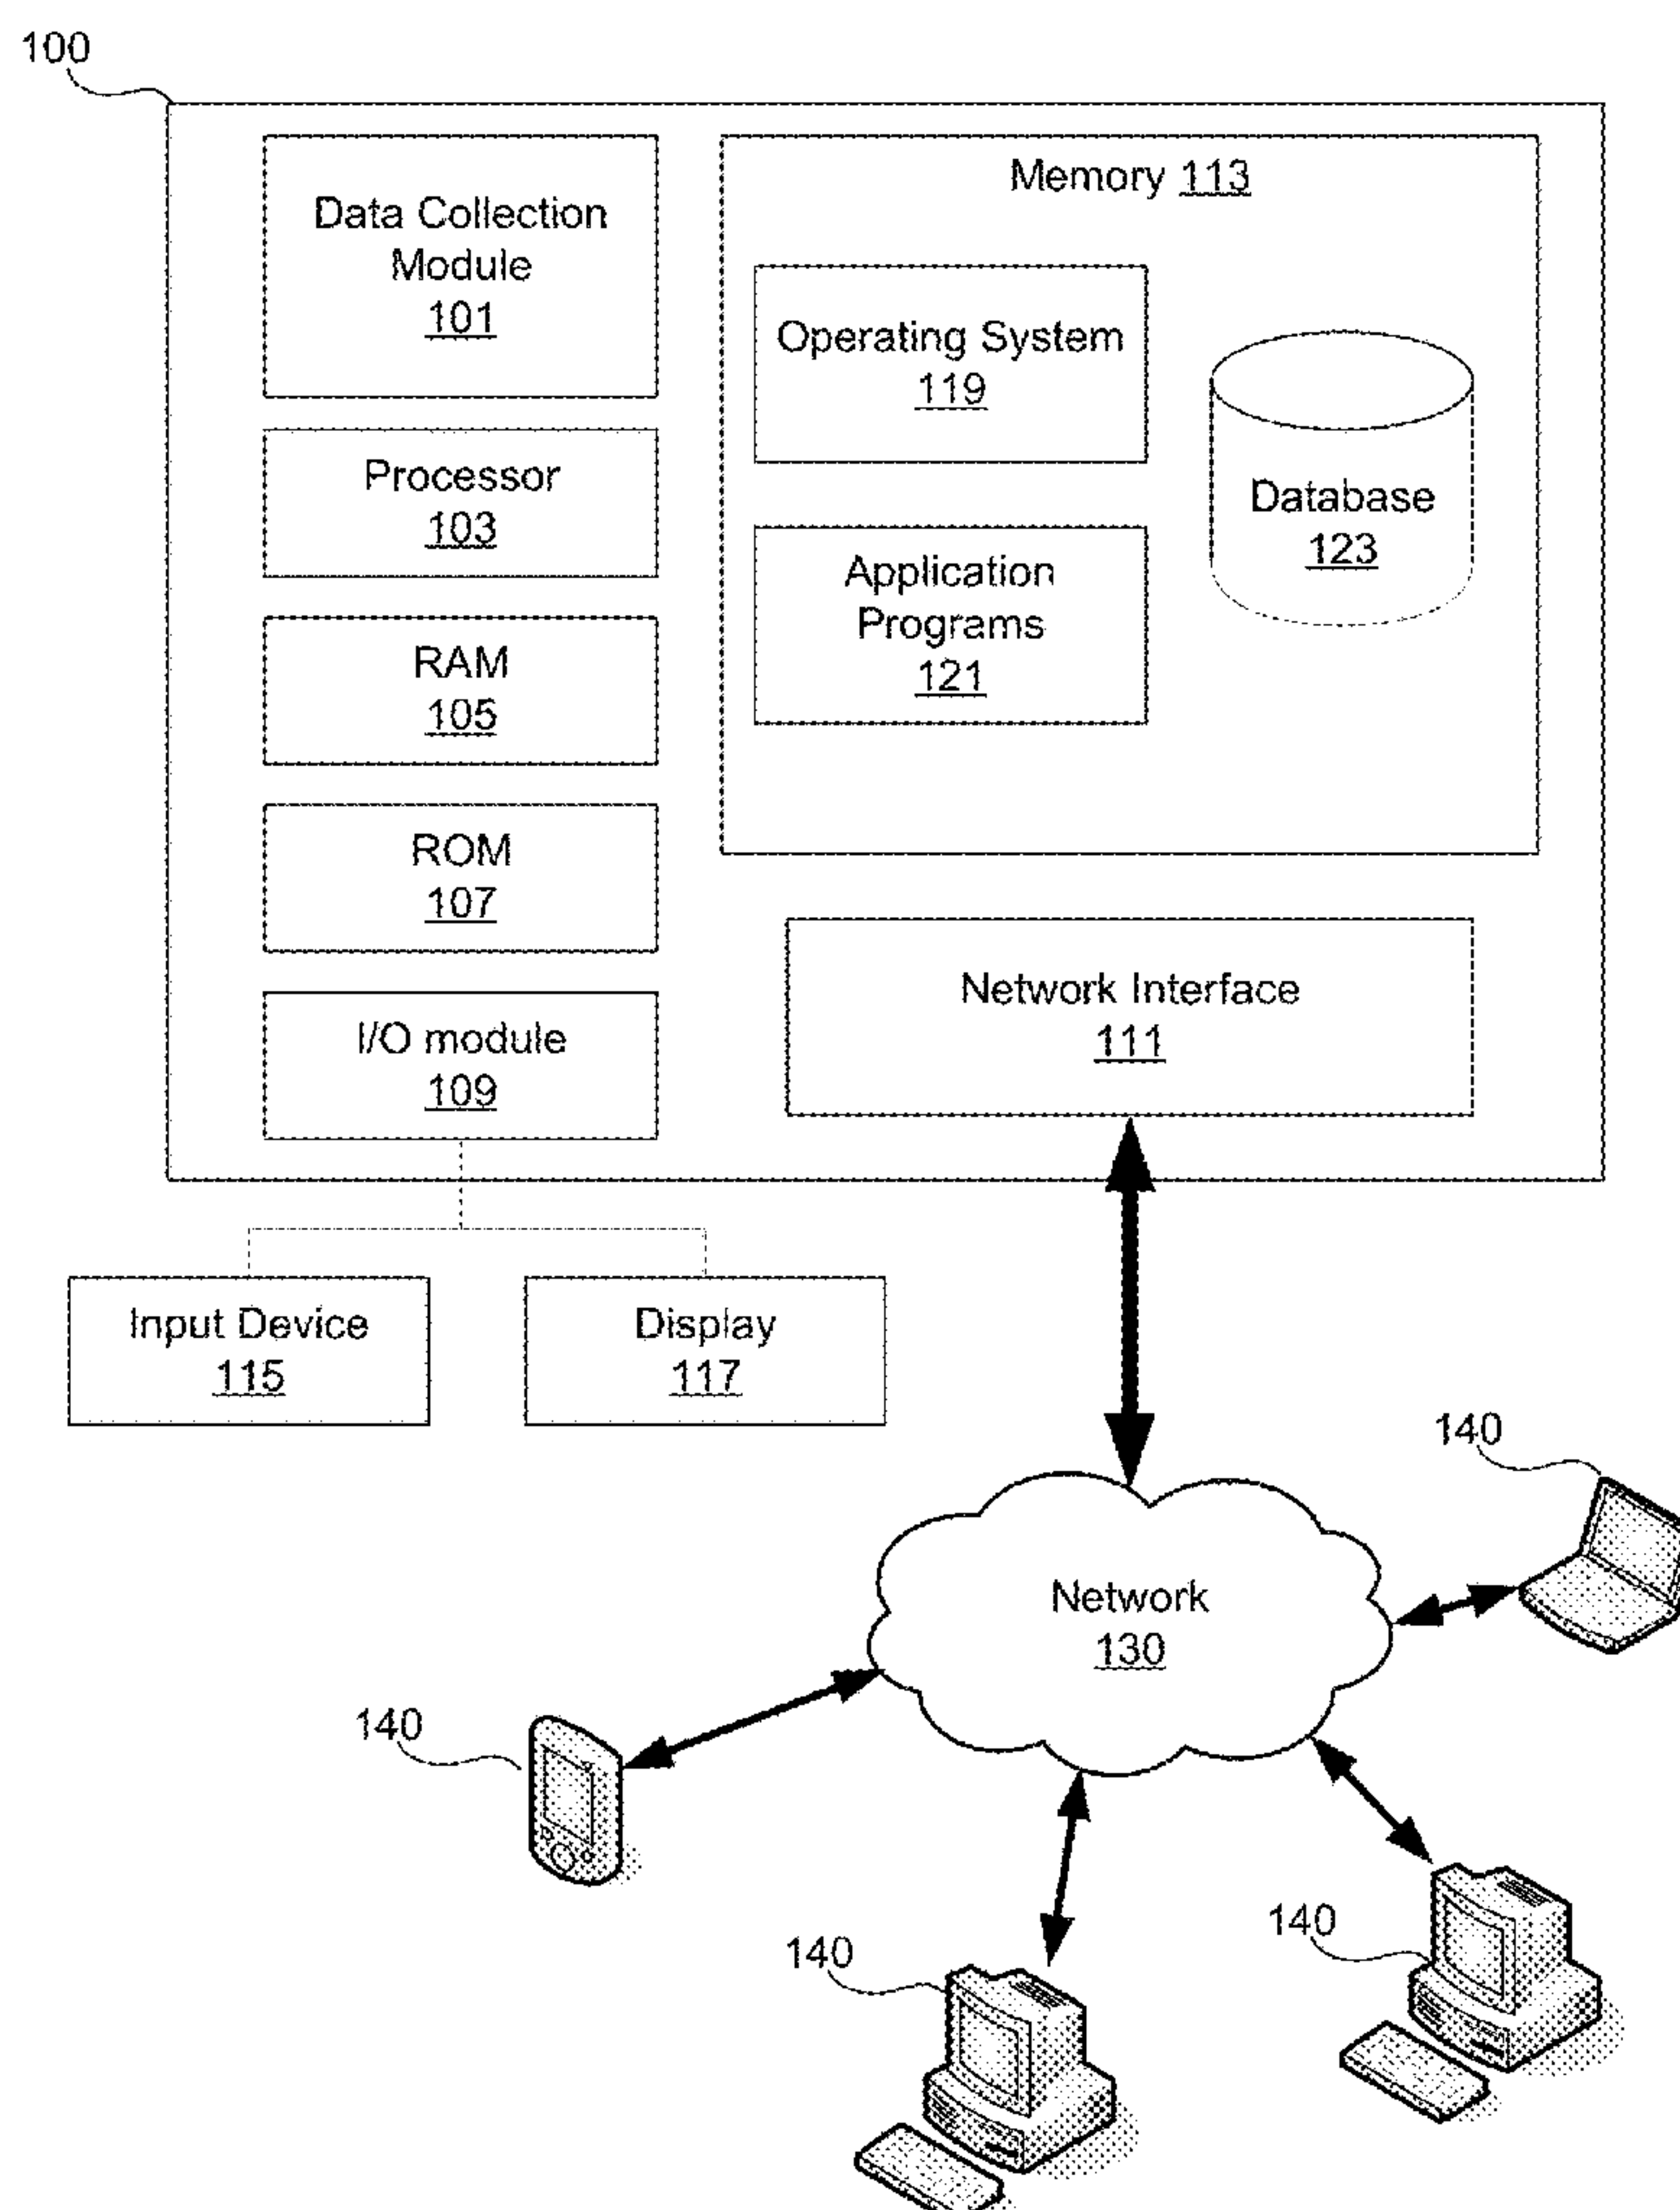 100
Data Collection
Module
101
Processor
103
RAM
105
ROM
107
I/O module
109
Memory 113
Operating System
119
Application
Programs
121
Database
123
Network Interface
111
Input Device
115
Display
117
Network
130
140
140
140
140